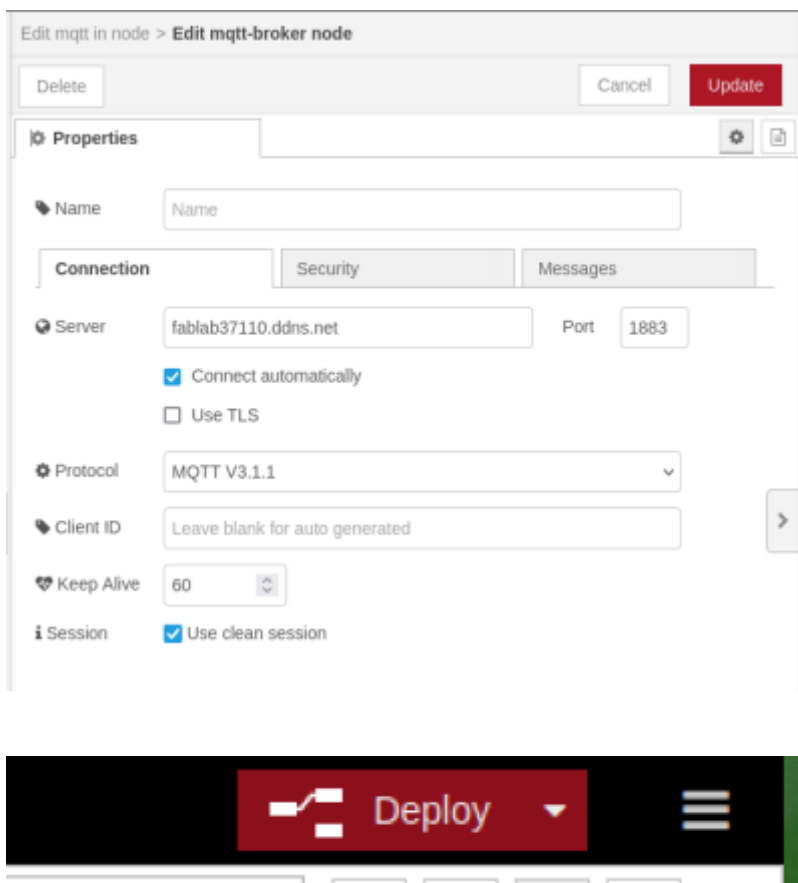 Edit mqtt in node > Edit mqtt-broker node
Delete Cancel Update
Properties
Name Name
Connection Security Messages
Server fablab37110.ddns.net Port 1883
Connect automatically
Use TLS
Protocol MQTT V3.1.1
Client ID Leave blank for auto generated
Keep Alive 60
Session Use clean session
Deploy